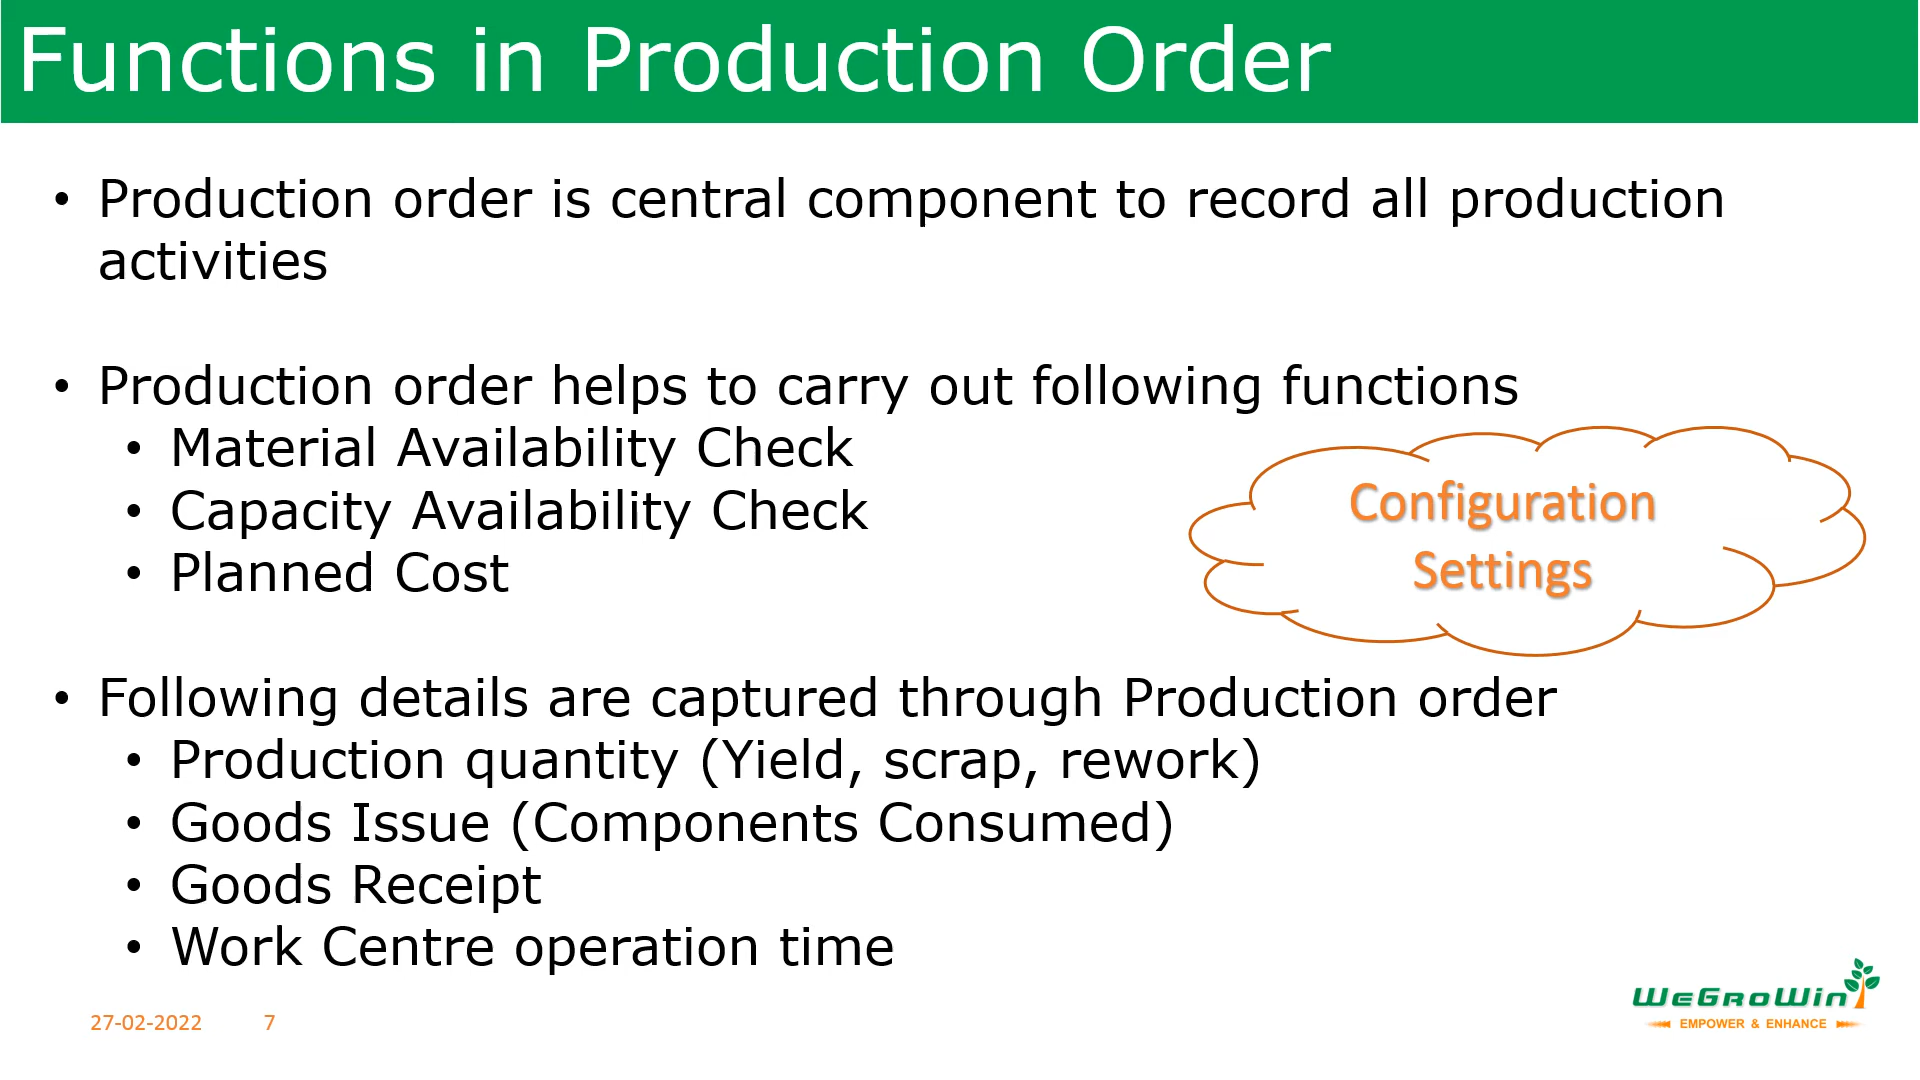 Functions in Production Order
• Production order is central component to record all production
activities
• Production order helps to carry out following functions
• Material Availability Check
• Capacity Availability Check
• Planned Cost
Configuration
Settings
• Following details are captured through Production order
• Production quantity (Yield, scrap, rework)
• Goods Issue (Components Consumed)
• Goods Receipt
• Work Centre operation time
27-02-2022 7
WeGroWin
EMPOWER & ENHANCE